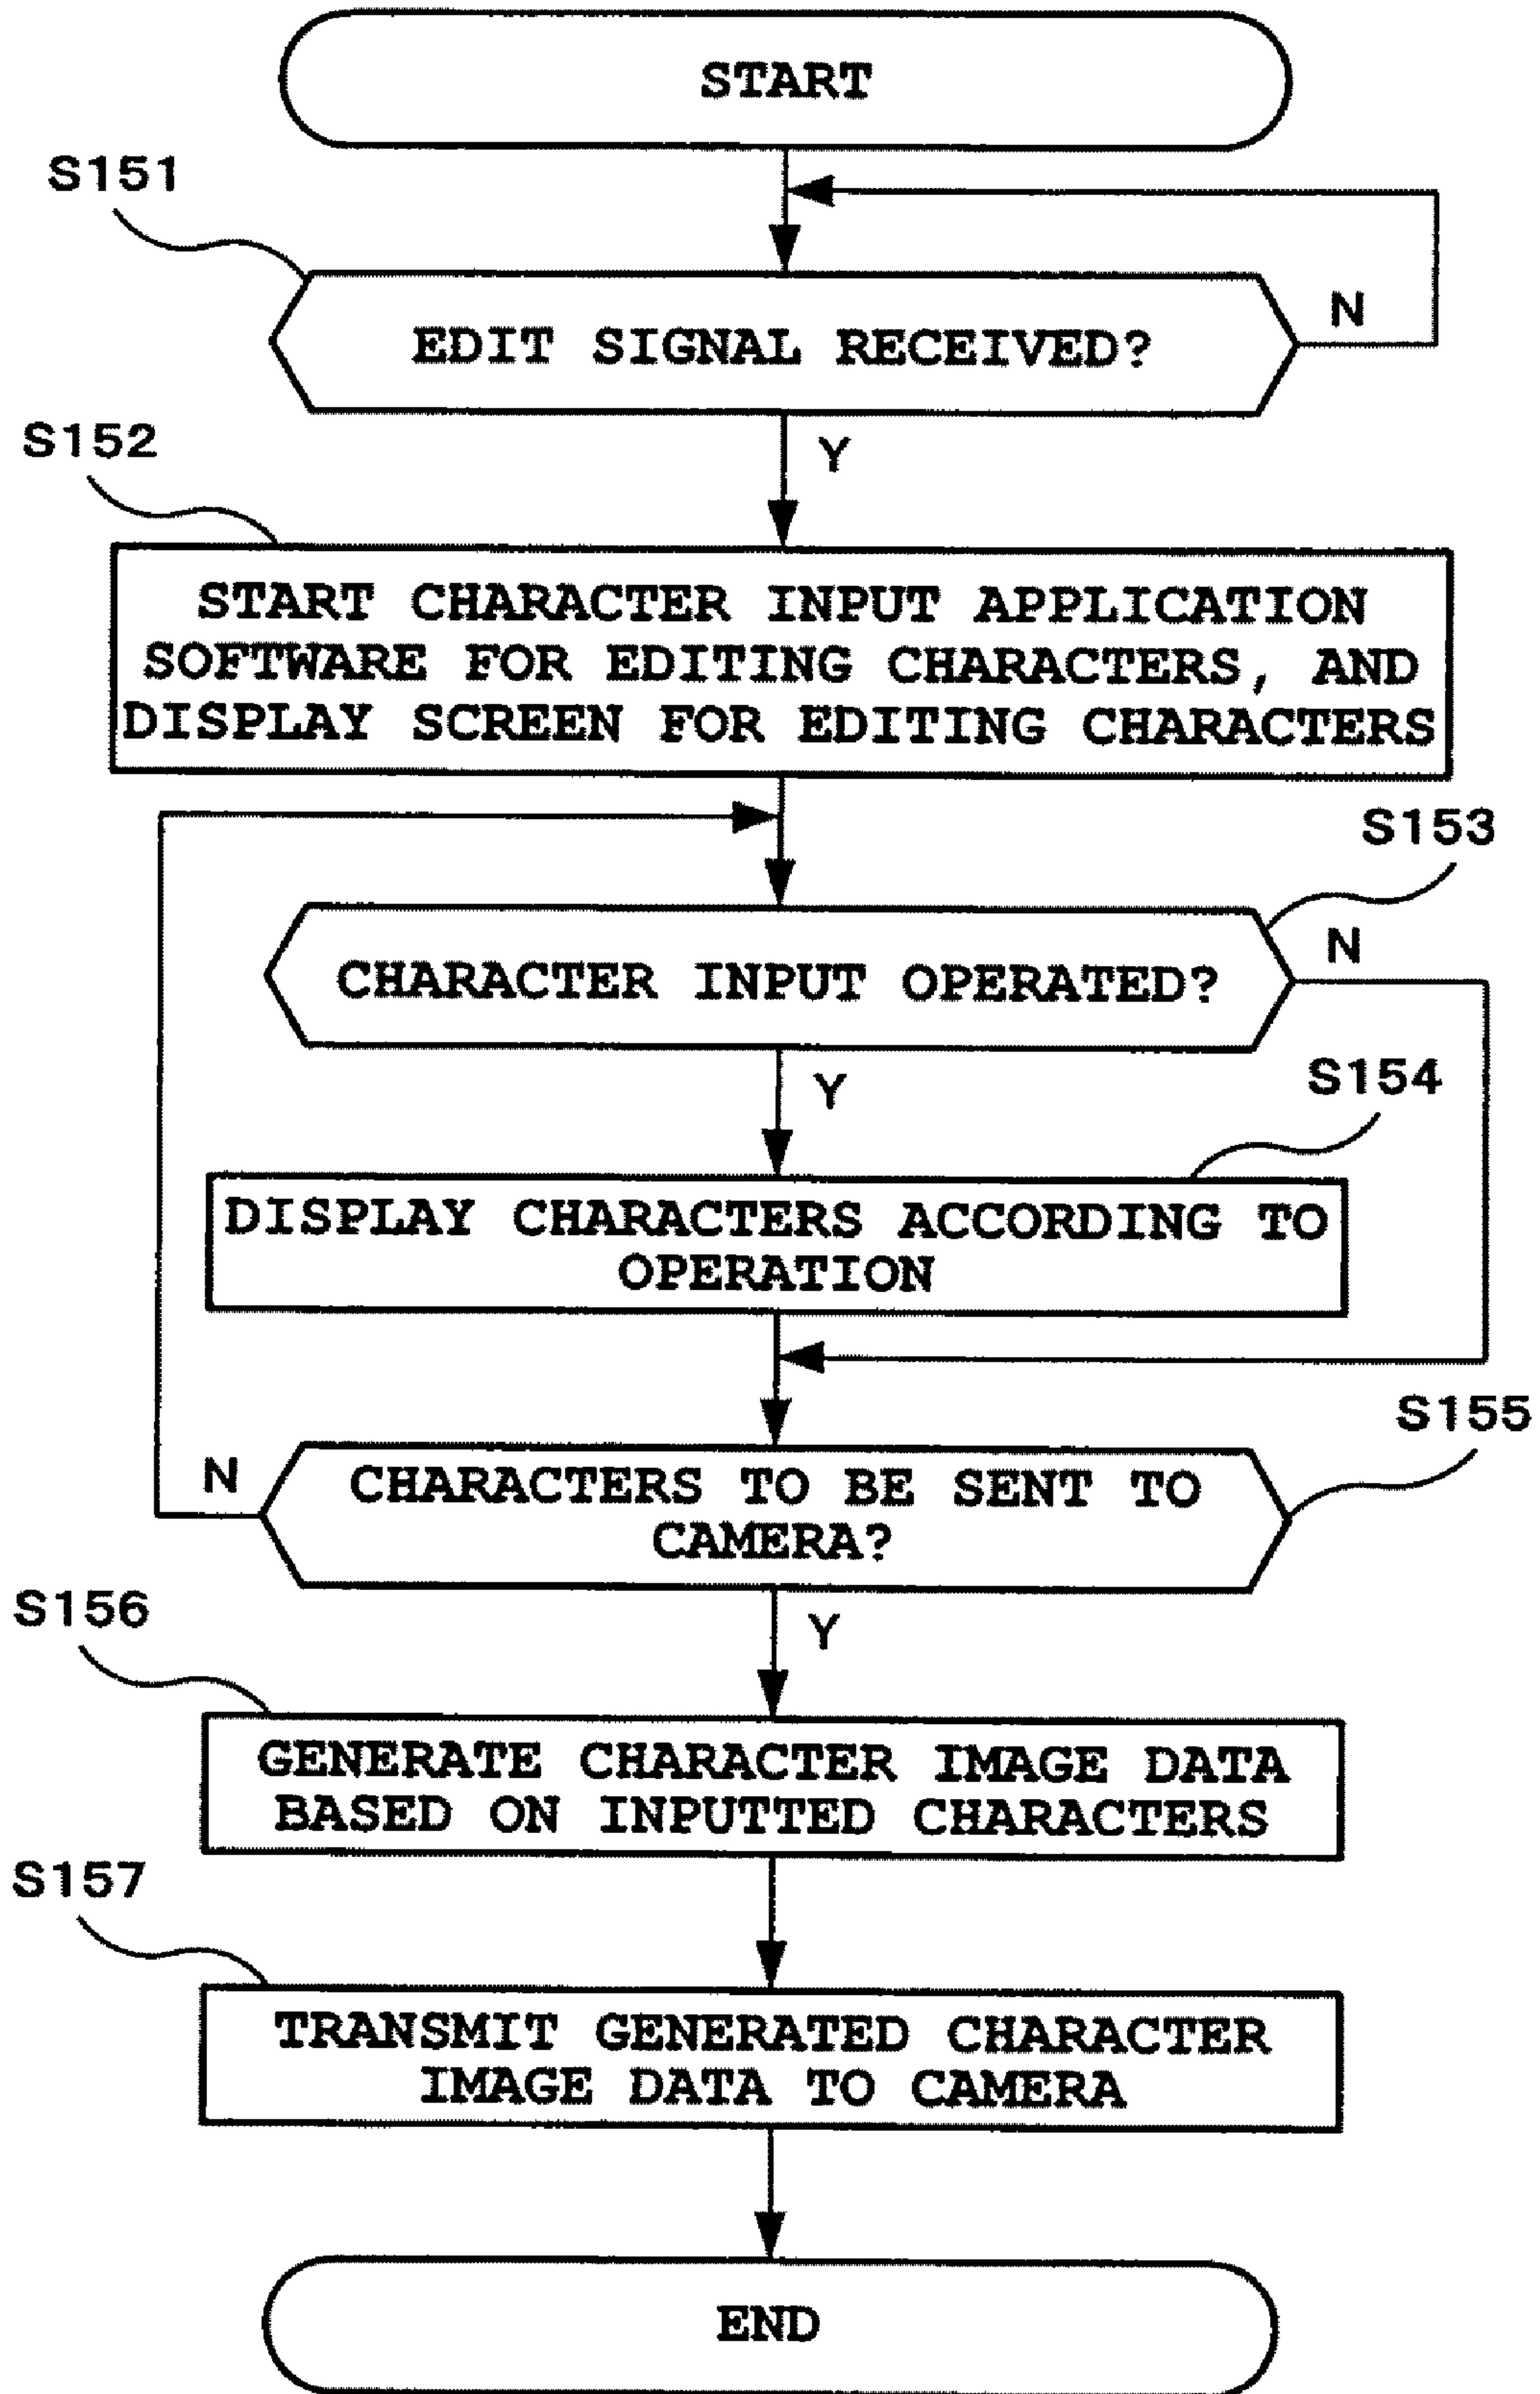 START
S151
EDIT SIGNAL RECEIVED?
N
S152
Y
START CHARACTER INPUT APPLICATION
SOFTWARE FOR EDITING CHARACTERS, AND
DISPLAY SCREEN FOR EDITING CHARACTERS
S153
CHARACTER INPUT OPERATED?
N
Y
S154
DISPLAY CHARACTERS ACCORDING TO
OPERATION
S155
N
CHARACTERS TO BE SENT TO
CAMERA?
S156
Y
GENERATE CHARACTER IMAGE DATA
BASED ON INPUTTED CHARACTERS
S157
TRANSMIT GENERATED CHARACTER
IMAGE DATA TO CAMERA
END